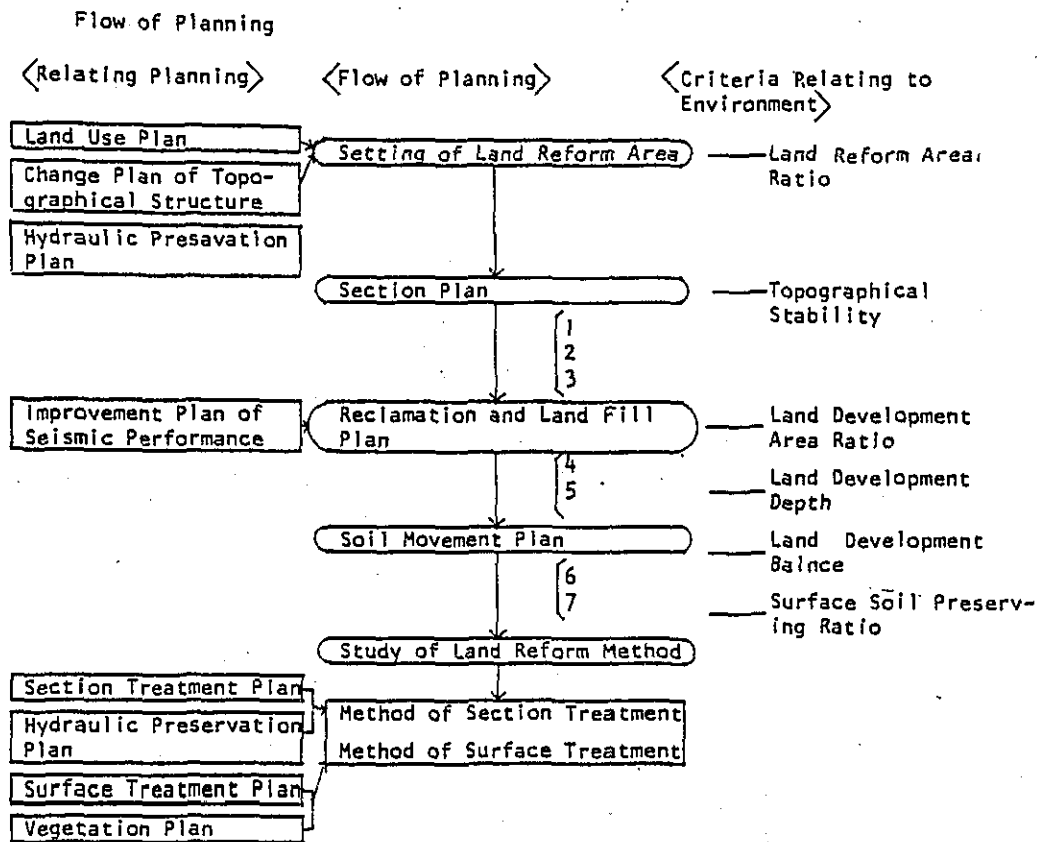 Flow of Planning
<Relating Planning>
<Flow of Planning>
<Criteria Relating to
Environment>
Land Use Plan
Change Plan of Topo-
graphical Structure
Hydraulic Presavation
Plan
Setting of Land Reform Area
Land Reform Area
Ratio
Section Plan
Topographical
Stability
1
2
3
Improvement Plan of
Seismic Performance
Reclamation and Land Fill
Plan
Land Development
Area Ratio
4
5
Land Development
Depth
Soil Movement Plan
Land Development
Balnce
6
7
Surface Soil Preserv-
ing Ratio
Study of Land Reform Method
Section Treatment Plan
Hydraulic Preservation
Plan
Surface Treatment Plan
Vegetation Plan
Method of Section Treatment
Method of Surface Treatment